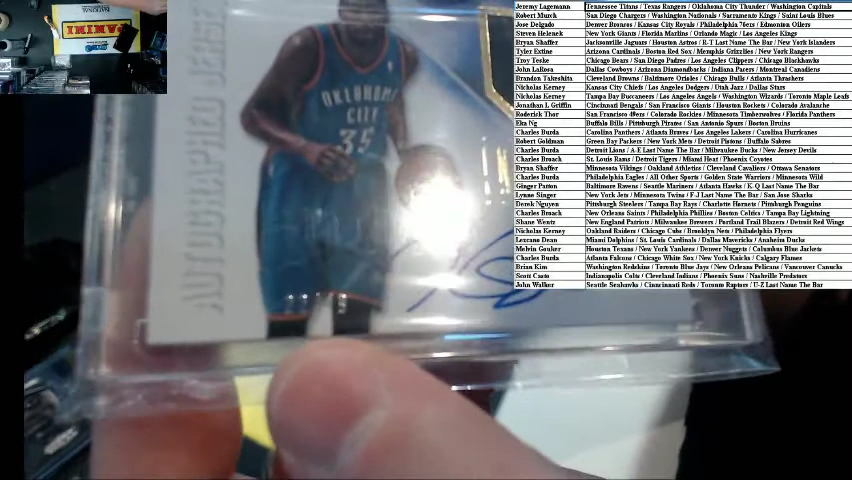 PANINI
AUTOGRAPHED
OKLAHOMA
CITY
35
Jeremy Lagemann Tennessee Titans / Texas Rangers / Oklahoma City Thunder / Washington Capitals
Robert Murch San Diego Chargers / Washington Nationals / Sacramento Kings / Saint Louis Blues
Jose Delgado Denver Broncos / Kansas City Royals / Philadelphia 76ers / Edmonton Oilers
Steven Helenek New York Giants / Florida Marlins / Orlando Magic / Los Angeles Kings
Bryan Shaffer Jacksonville Jaguars / Houston Astros / R-T Last Name The Bar / New York Islanders
Tyler Extine Arizona Cardinals / Boston Red Sox / Memphis Grizzlies / New York Rangers
Troy Teske Chicago Bears / San Diego Padres / Los Angeles Clippers / Chicago Blackhawks
John LaRosa Dallas Cowboys / Arizona Diamondbacks / Indiana Pacers / Montreal Canadiens
Brandon Takeshita Cleveland Browns / Baltimore Orioles / Chicago Bulls / Atlanta Thrashers
Nicholas Kerney Kansas City Chiefs / Los Angeles Dodgers / Utah Jazz / Dallas Stars
Nicholas Kerney Tampa Bay Buccaneers / Los Angeles Angels / Washington Wizards / Toronto Maple Leafs
Jonathan L Griffin Cincinnati Bengals / San Francisco Giants / Houston Rockets / Colorado Avalanche
Roderick Thor San Francisco 49ers / Colorado Rockies / Minnesota Timberwolves / Florida Panthers
Eka Ng Buffalo Bills / Pittsburgh Pirates / San Antonio Spurs / Boston Bruins
Charles Burda Carolina Panthers / Atlanta Braves / Los Angeles Lakers / Carolina Hurricanes
Robert Goldman Green Bay Packers / New York Mets / Detroit Pistons / Buffalo Sabres
Charles Burda Detroit Lions / A-E Last Name The Bar / Milwaukee Bucks / New Jersey Devils
Charles Broach St. Louis Rams / Detroit Tigers / Miami Heat / Phoenix Coyotes
Bryan Shaffer Minnesota Vikings / Oakland Athletics / Cleveland Cavaliers / Ottawa Senators
Charles Burda Philadelphia Eagles / All Other Sports / Golden State Warriors / Minnesota Wild
Ginger Patton Baltimore Ravens / Seattle Mariners / Atlanta Hawks / K-Q Last Name The Bar
Lynne Singer New York Jets / Minnesota Twins / F-J Last Name The Bar / San Jose Sharks
Derek Nguyen Pittsburgh Steelers / Tampa Bay Rays / Charlotte Hornets / Pittsburgh Penguins
Charles Broach New Orleans Saints / Philadelphia Phillies / Boston Celtics / Tampa Bay Lightning
Shane Wentz New England Patriots / Milwaukee Brewers / Portland Trail Blazers / Detroit Red Wings
Nicholas Kerney Oakland Raiders / Chicago Cubs / Brooklyn Nets / Philadelphia Flyers
Leaxane Dean Miami Dolphins / St. Louis Cardinals / Dallas Mavericks / Anaheim Ducks
Melvin Gauker Houston Texans / New York Yankees / Denver Nuggets / Columbus Blue Jackets
Charles Burda Atlanta Falcons / Chicago White Sox / New York Knicks / Calgary Flames
Brian Kim Washington Redskins / Toronto Blue Jays / New Orleans Pelicans / Vancouver Canucks
Scott Casto Indianapolis Colts / Cleveland Indians / Phoenix Suns / Nashville Predators
John Walker Seattle Seahawks / Cincinnati Reds / Toronto Raptors / U-Z Last Name The Bar